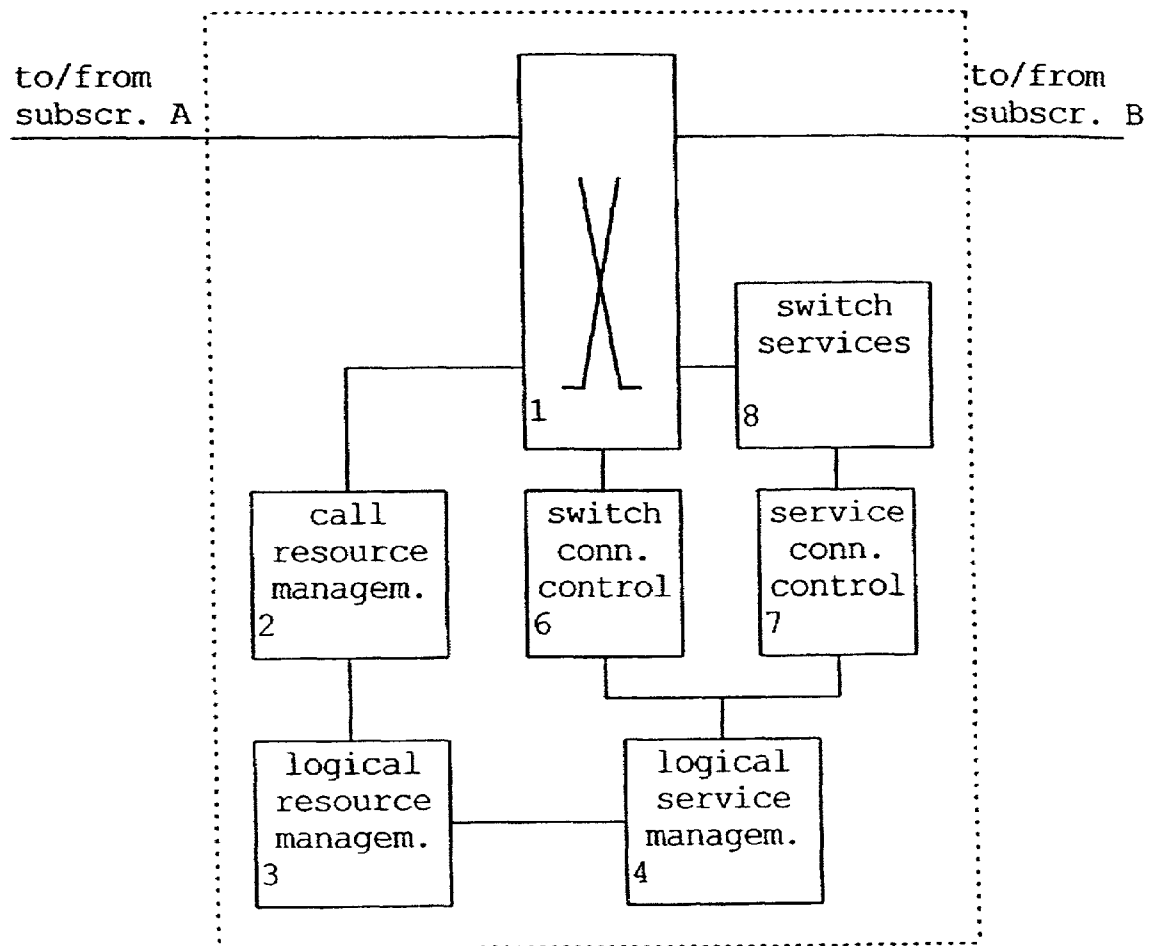 to/from
subscr. A
to/from
subscr. B
1
switch
services
8
call
resource
managem.
2
switch
conn.
control
6
service
conn.
control
7
logical
resource
managem.
3
logical
service
managem.
4